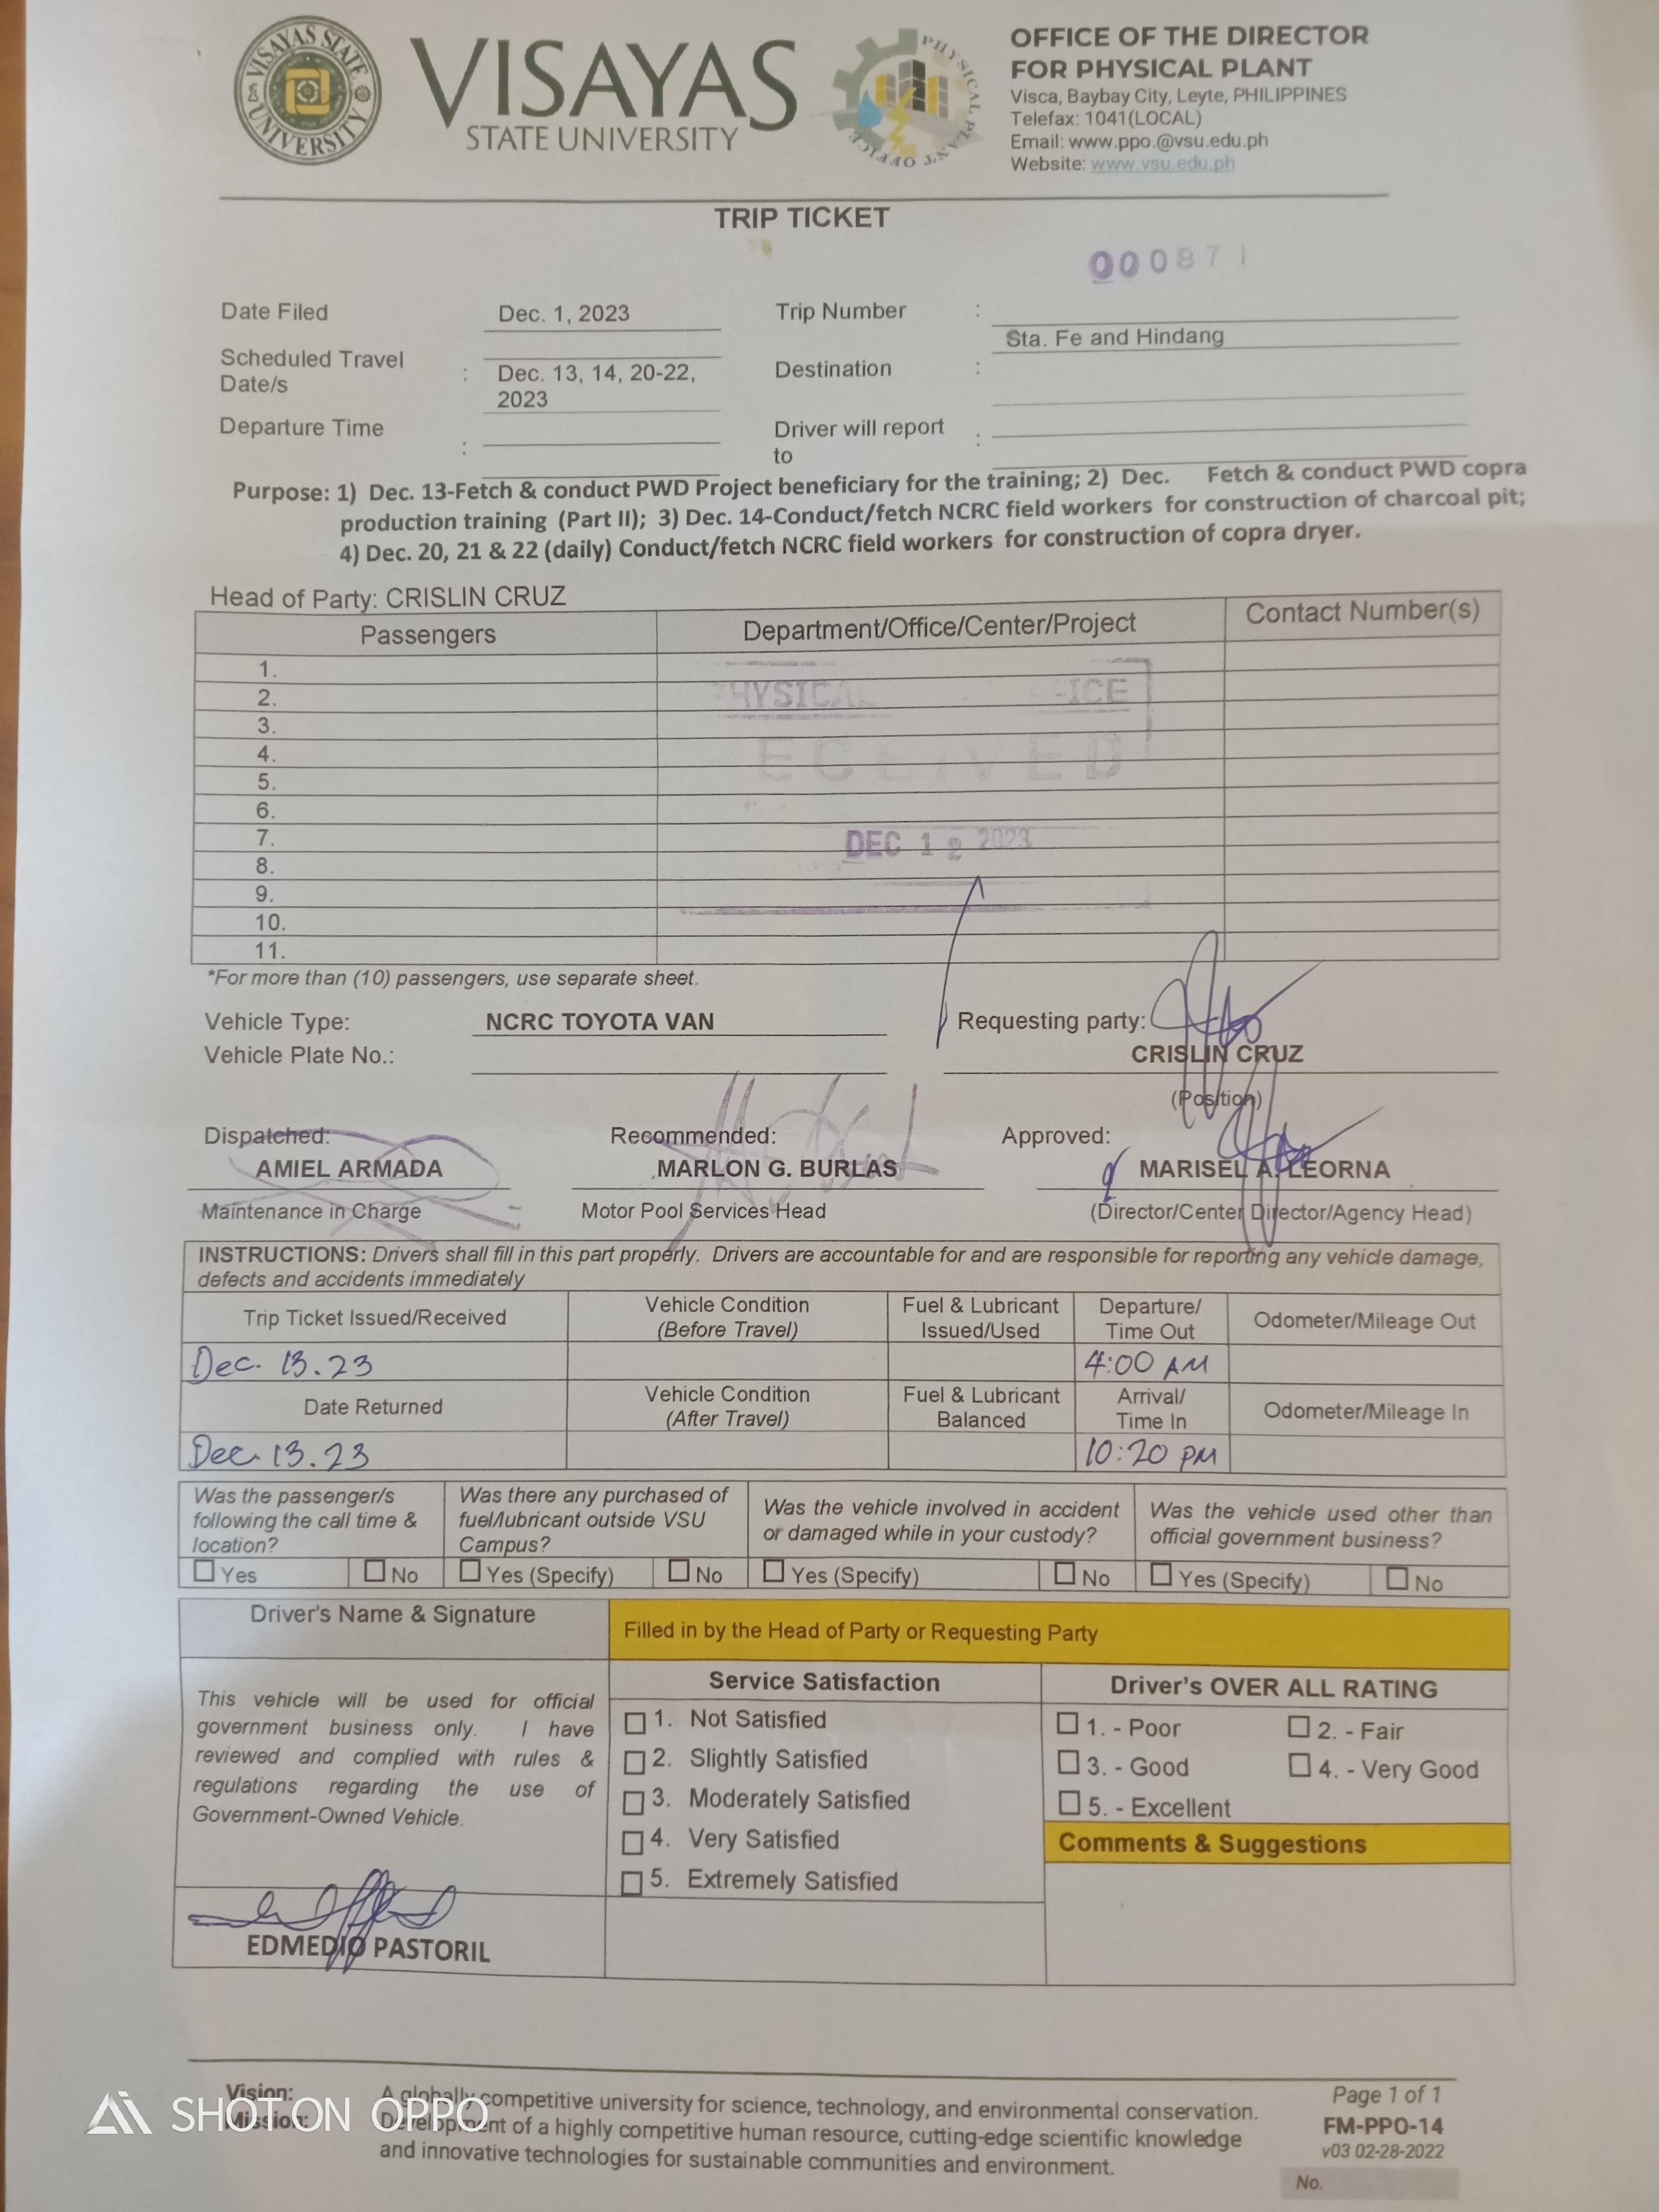 VISAYAS STATE UNIVERSITY
VISAYAS
STATE UNIVERSITY
PHYSICAL PLANT OFFICE
OFFICE OF THE DIRECTOR
FOR PHYSICAL PLANT
Visca, Baybay City, Leyte, PHILIPPINES
Telefax: 1041(LOCAL)
Email: www.ppo.@vsu.edu.ph
Website: www.vsu.edu.ph
TRIP TICKET
000871
Date Filed Dec. 1, 2023 Trip Number :
Sta. Fe and Hindang
Scheduled Travel
Date/s : Dec. 13, 14, 20-22, Destination :
2023
Departure Time : Driver will report :
to
Purpose: 1) Dec. 13-Fetch & conduct PWD Project beneficiary for the training; 2) Dec. Fetch & conduct PWD copra
production training (Part II); 3) Dec. 14-Conduct/fetch NCRC field workers for construction of charcoal pit;
4) Dec. 20, 21 & 22 (daily) Conduct/fetch NCRC field workers for construction of copra dryer.
Head of Party: CRISLIN CRUZ
Passengers Department/Office/Center/Project Contact Number(s)
1.
2. HYSICA ICE
3.
4. ECEIVED
5.
6.
7. DEC 12 2023
8.
9.
10.
11.
*For more than (10) passengers, use separate sheet.
Vehicle Type: NCRC TOYOTA VAN Requesting party:
Vehicle Plate No.: CRISLIN CRUZ
(Position)
Dispatched: Recommended: Approved:
AMIEL ARMADA MARLON G. BURLAS MARISEL A. LEORNA
Maintenance in Charge Motor Pool Services Head (Director/Center Director/Agency Head)
INSTRUCTIONS: Drivers shall fill in this part properly. Drivers are accountable for and are responsible for reporting any vehicle damage,
defects and accidents immediately
Trip Ticket Issued/Received Vehicle Condition Fuel & Lubricant Departure/ Odometer/Mileage Out
(Before Travel) Issued/Used Time Out
Dec. 13.23 4:00 AM
Date Returned Vehicle Condition Fuel & Lubricant Arrival/ Odometer/Mileage In
(After Travel) Balanced Time In
Dec. 13.23 10:20 PM
Was the passenger/s Was there any purchased of Was the vehicle involved in accident Was the vehicle used other than
following the call time & fuel/lubricant outside VSU or damaged while in your custody? official government business?
location? Campus?
Yes No Yes (Specify) No Yes (Specify) No Yes (Specify) No
Driver's Name & Signature Filled in by the Head of Party or Requesting Party
Service Satisfaction Driver's OVER ALL RATING
This vehicle will be used for official
government business only. I have
reviewed and complied with rules &
regulations regarding the use of
Government-Owned Vehicle.
1. Not Satisfied
2. Slightly Satisfied
3. Moderately Satisfied
4. Very Satisfied
5. Extremely Satisfied
1. - Poor 2. - Fair
3. - Good 4. - Very Good
5. - Excellent
Comments & Suggestions
EDMEDIO PASTORIL
Vision: A globally competitive university for science, technology, and environmental conservation.
Mission: Development of a highly competitive human resource, cutting-edge scientific knowledge
and innovative technologies for sustainable communities and environment.
Page 1 of 1
FM-PPO-14
v03 02-28-2022
No.
SHOT ON OPPO